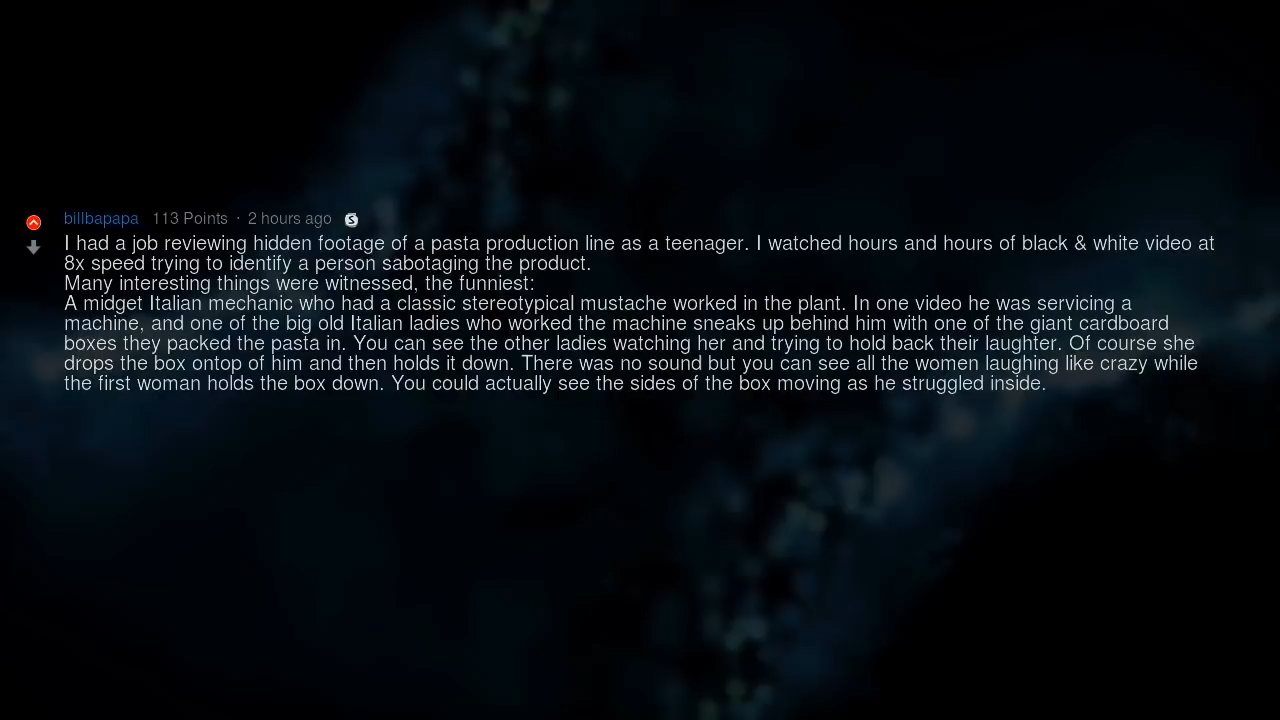 billbapapa 113 Points · 2 hours ago
I had a job reviewing hidden footage of a pasta production line as a teenager. I watched hours and hours of black & white video at
8x speed trying to identify a person sabotaging the product.
Many interesting things were witnessed, the funniest:
A midget Italian mechanic who had a classic stereotypical mustache worked in the plant. In one video he was servicing a
machine, and one of the big old Italian ladies who worked the machine sneaks up behind him with one of the giant cardboard
boxes they packed the pasta in. You can see the other ladies watching her and trying to hold back their laughter. Of course she
drops the box ontop of him and then holds it down. There was no sound but you can see all the women laughing like crazy while
the first woman holds the box down. You could actually see the sides of the box moving as he struggled inside.